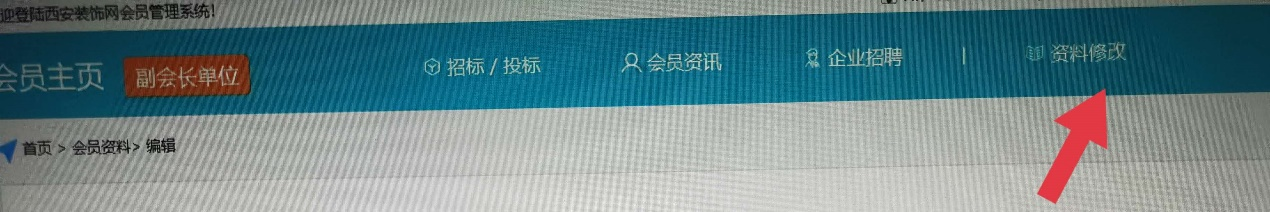 迎登陆西安装饰网会员管理系统!
会员主页 副会长单位 招标 / 投标 会员资讯 企业招聘 | 资料修改
首页 > 会员资料> 编辑